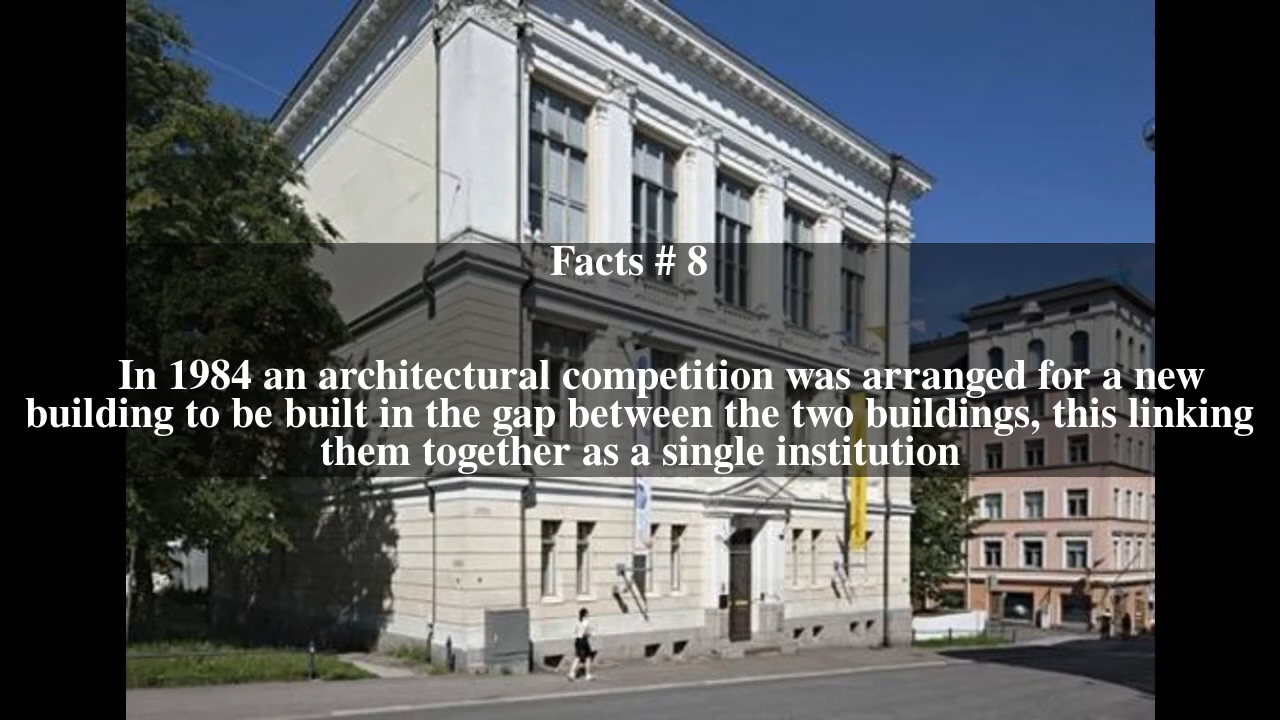 Facts # 8
In 1984 an architectural competition was arranged for a new
building to be built in the gap between the two buildings, this linking
them together as a single institution